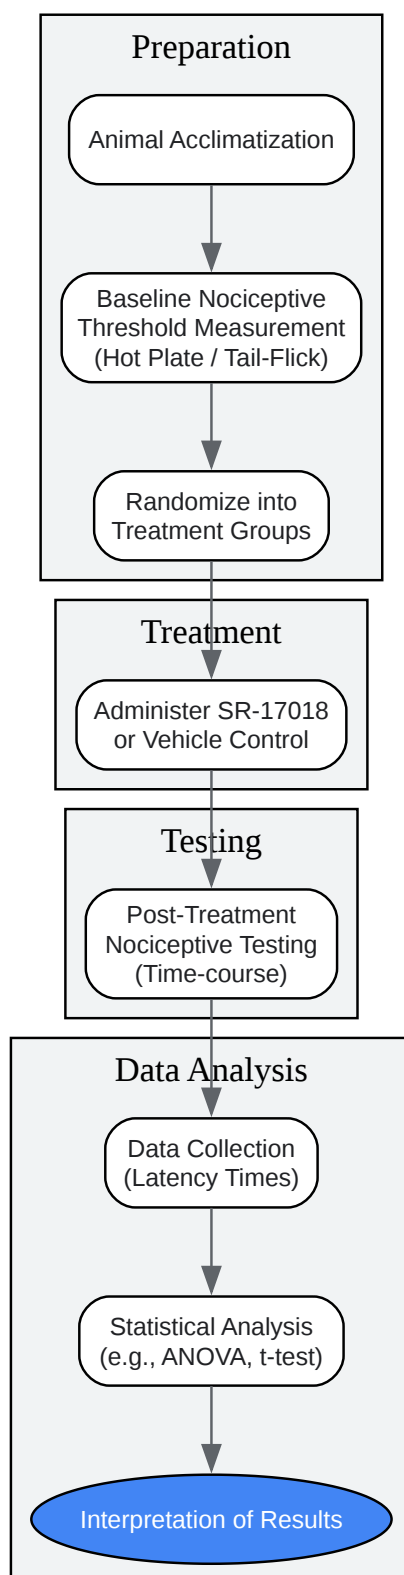 Preparation
Animal Acclimatization
Baseline Nociceptive
Threshold Measurement
(Hot Plate / Tail-Flick)
Randomize into
Treatment Groups
Treatment
Administer SR-17018
or Vehicle Control
Testing
Post-Treatment
Nociceptive Testing
(Time-course)
Data Analysis
Data Collection
(Latency Times)
Statistical Analysis
(e.g., ANOVA, t-test)
Interpretation of Results